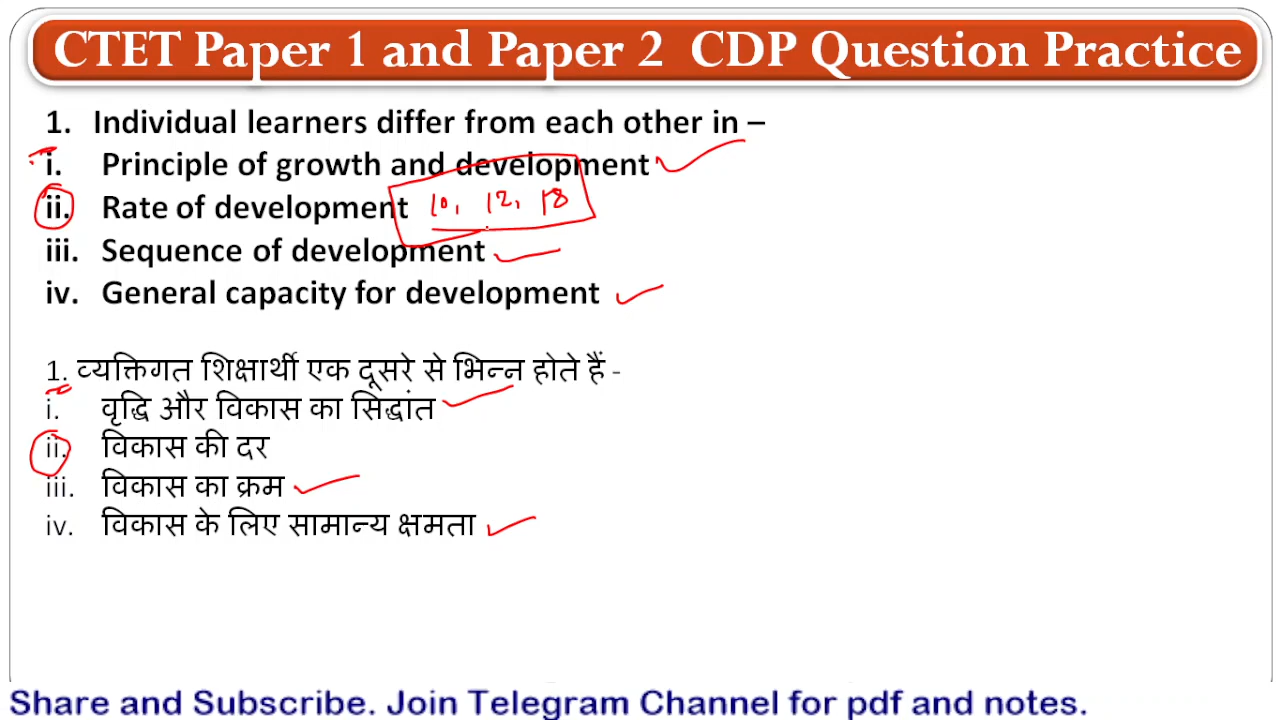 CTET Paper 1 and Paper 2 CDP Question Practice
1. Individual learners differ from each other in –
i. Principle of growth and development
ii. Rate of development 10, 12, 18
iii. Sequence of development
iv. General capacity for development
1. व्यक्तिगत शिक्षार्थी एक दूसरे से भिन्न होते हैं -
i. वृद्धि और विकास का सिद्धांत
ii. विकास की दर
iii. विकास का क्रम
iv. विकास के लिए सामान्य क्षमता
Share and Subscribe. Join Telegram Channel for pdf and notes.